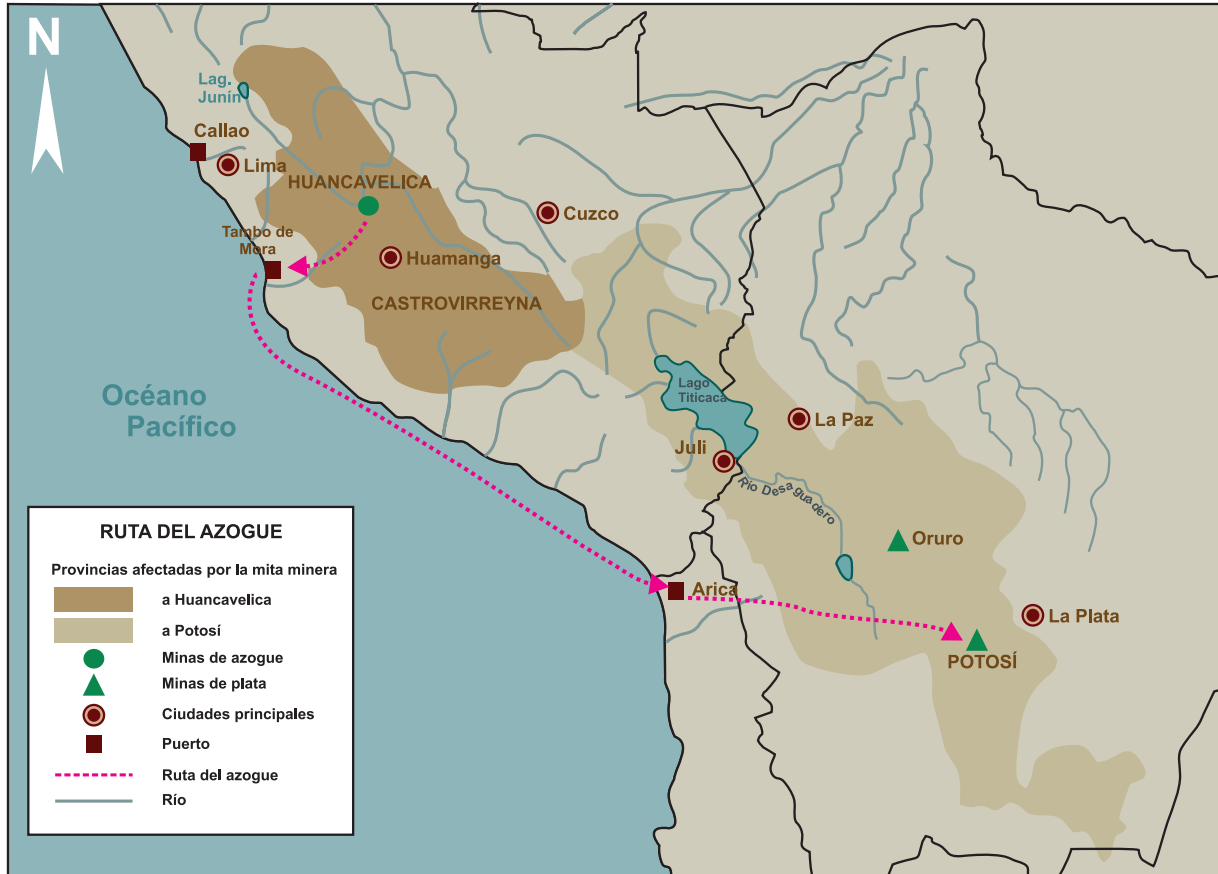 N
Lag.
Junín
Callao
Lima
HUANCAVELICA
Cuzco
Tambo de
Mora
Huamanga
CASTROVIRREYNA
Océano
Pacífico
Lago
Titicaca
La Paz
Juli
Río Desaguadero
Oruro
Arica
La Plata
POTOSÍ
RUTA DEL AZOGUE
Provincias afectadas por la mita minera
a Huancavelica
a Potosí
Minas de azogue
Minas de plata
Ciudades principales
Puerto
Ruta del azogue
Río